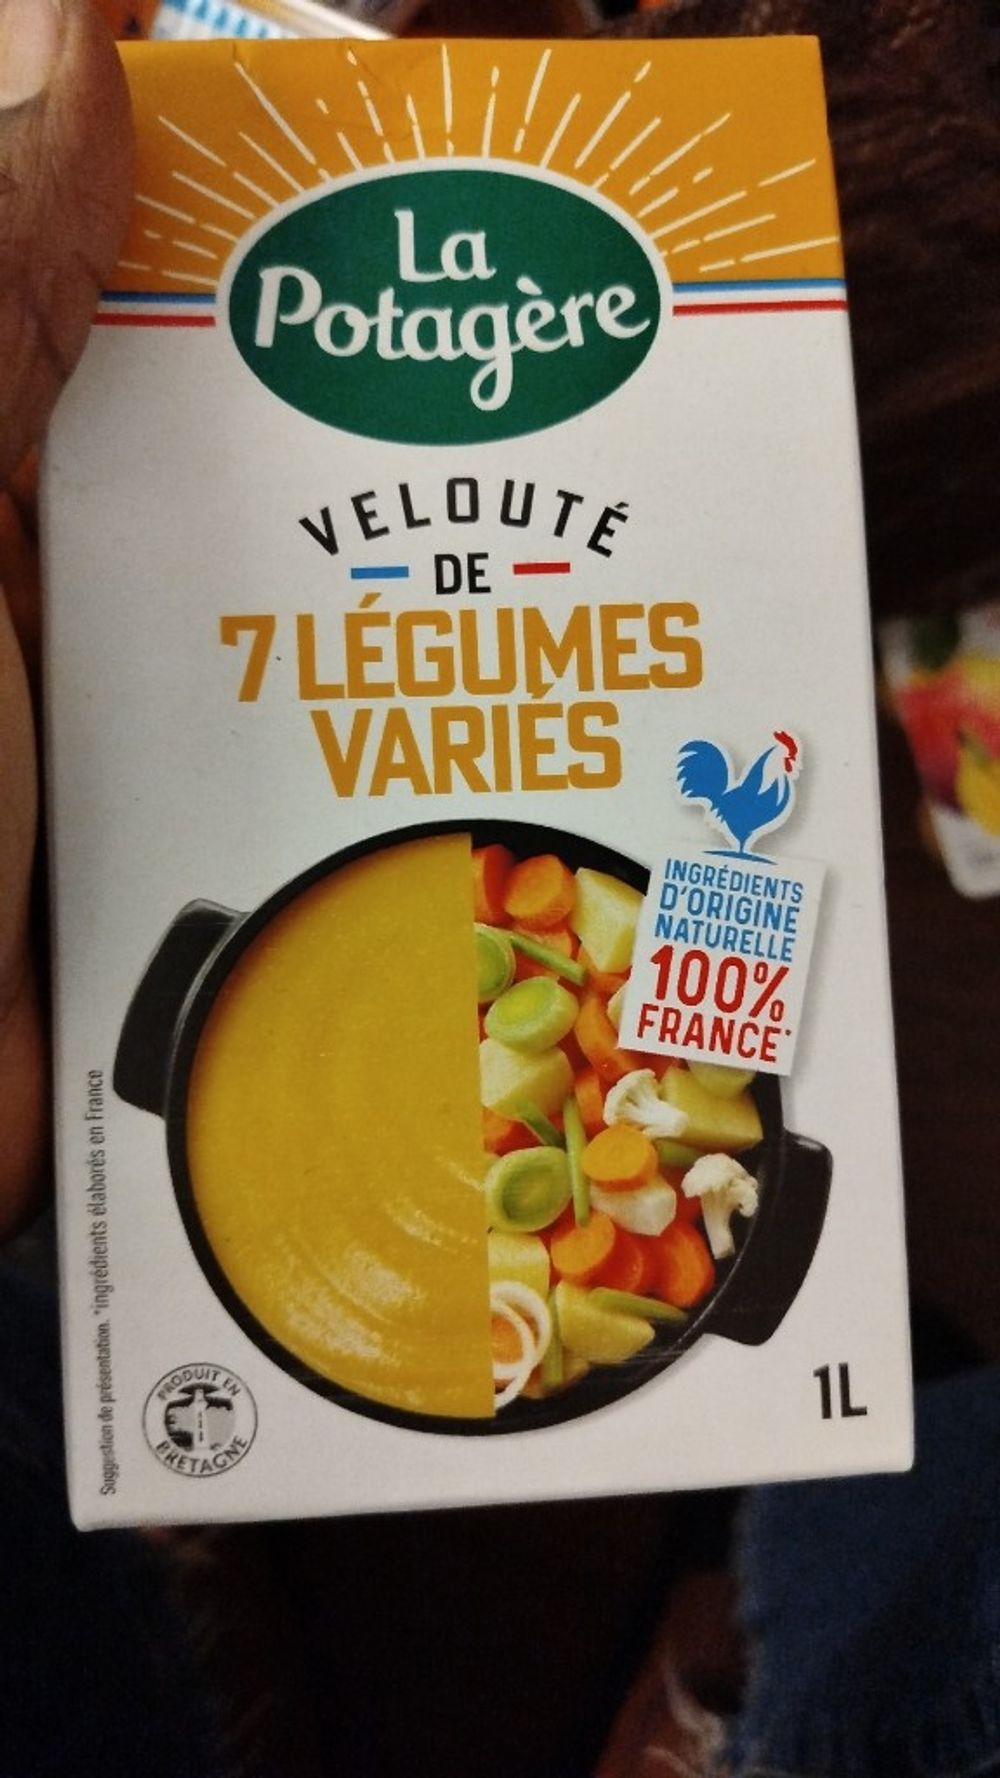 La
Potagère
VELOUTÉ
DE
7 LÉGUMES
VARIÉS
INGRÉDIENTS
D'ORIGINE
NATURELLE
100%
FRANCE*
Suggestion de présentation. *ingrédients élaborés en France
PRODUIT EN
BRETAGNE
1L